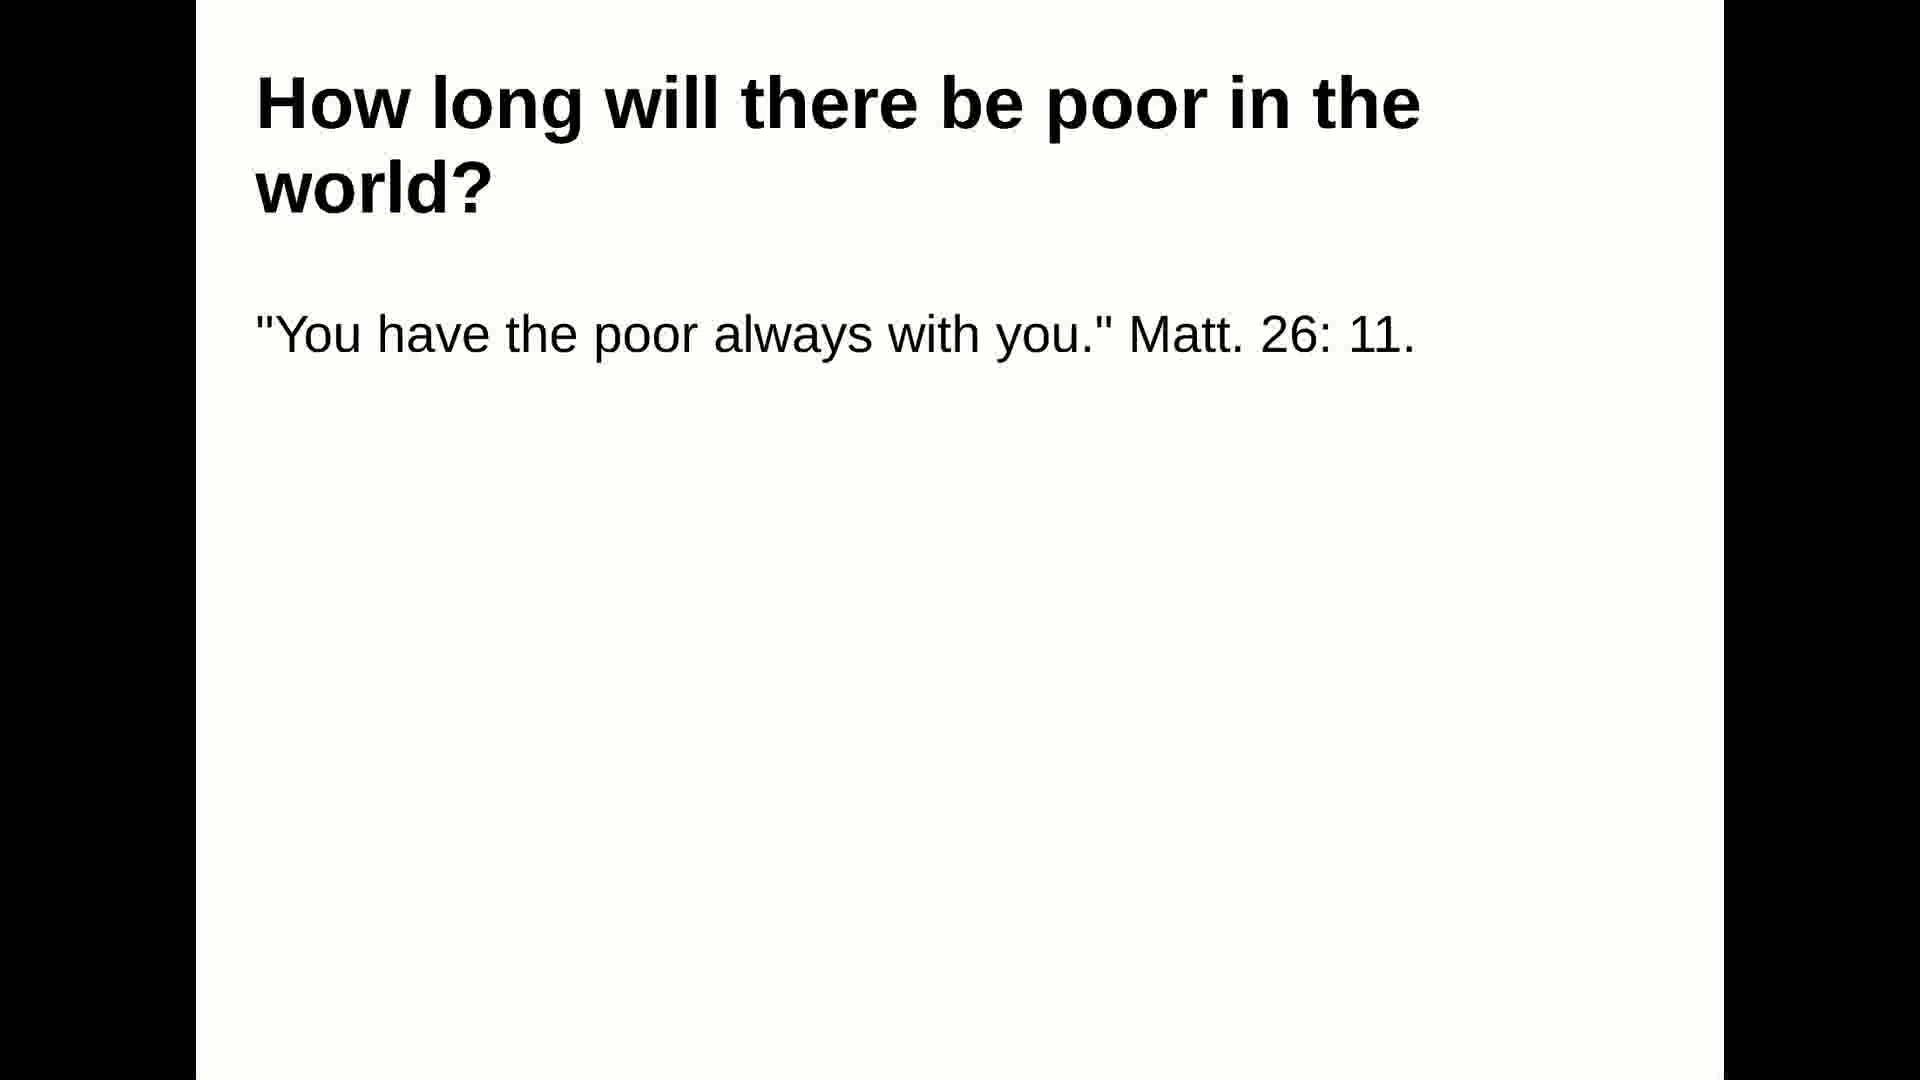 How long will there be poor in the
world?
"You have the poor always with you." Matt. 26: 11.